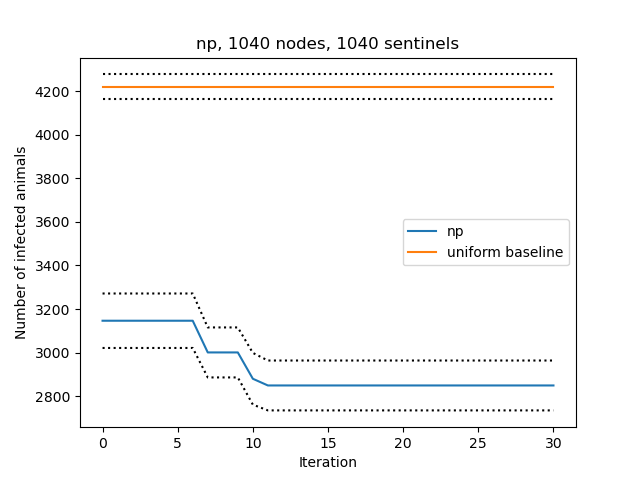 np, 1040 nodes, 1040 sentinels
4200
4000
3800
3600
3400
3200
3000
2800
Number of infected animals
np
uniform baseline
0 5 10 15 20 25 30
Iteration